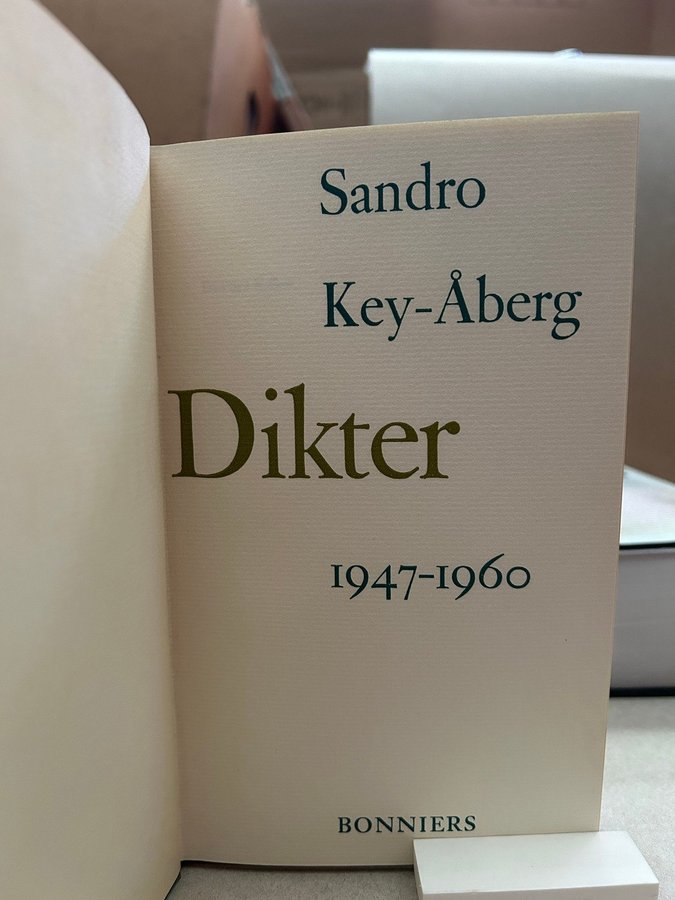 Sandro
Key-Åberg
Dikter
1947-1960
BONNIERS